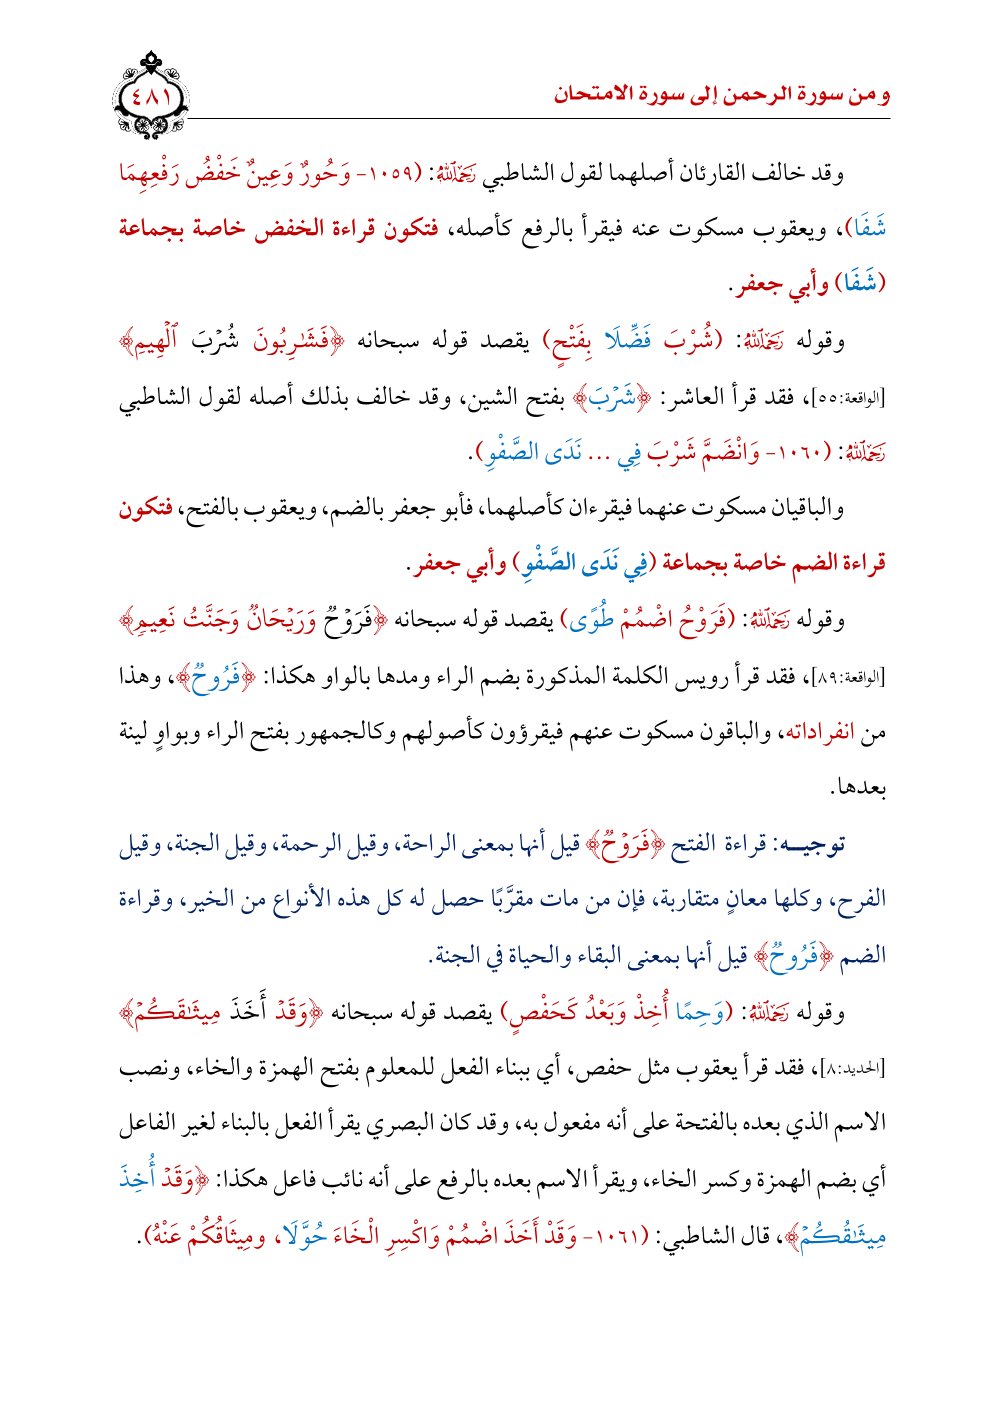 ومن سورة الرحمن إلى سورة الامتحان
٤٨١
وقد خالف القارئان أصلهما لقول الشاطبي رَحِمَهُ ٱللَّهُ: (١٠٥٩- وَحُورٌ وَعِينٌ خَفْضُ رَفْعِهِمَا
شَفَا)، ويعقوب مسكوت عنه فيقرأ بالرفع كأصله، فتكون قراءة الخفض خاصة بجماعة
(شَفَا) وأبي جعفر.
وقوله رَحِمَهُ ٱللَّهُ: (شُرْبَ فَضِّلَا بِفَتْحٍ) يقصد قوله سبحانه ﴿فَشَٰرِبُونَ شُرۡبَ ٱلۡهِيمِ﴾
[الواقعة:٥٥]، فقد قرأ العاشر: ﴿شَرۡبَ﴾ بفتح الشين، وقد خالف بذلك أصله لقول الشاطبي
رَحِمَهُ ٱللَّهُ: (١٠٦٠- وَانْضَمَّ شَرْبَ فِي ... نَدَى الصَّفْوِ).
والباقيان مسكوت عنهما فيقرءان كأصلهما، فأبو جعفر بالضم، ويعقوب بالفتح، فتكون
قراءة الضم خاصة بجماعة (فِي نَدَى الصَّفْوِ) وأبي جعفر.
وقوله رَحِمَهُ ٱللَّهُ: (فَرَوْحُ اضْمُمْ طُوًى) يقصد قوله سبحانه ﴿فَرَوۡحٞ وَرَيۡحَانٞ وَجَنَّتُ نَعِيمٖ﴾
[الواقعة:٨٩]، فقد قرأ رويس الكلمة المذكورة بضم الراء ومدها بالواو هكذا: ﴿فَرُوحٞ﴾، وهذا
من انفراداته، والباقون مسكوت عنهم فيقرؤون كأصولهم وكالجمهور بفتح الراء وبواوٍ لينة
بعدها.
توجيـــه: قراءة الفتح ﴿فَرَوۡحٞ﴾ قيل أنها بمعنى الراحة، وقيل الرحمة، وقيل الجنة، وقيل
الفرح، وكلها معانٍ متقاربة، فإن من مات مقرَّبًا حصل له كل هذه الأنواع من الخير، وقراءة
الضم ﴿فَرُوحٞ﴾ قيل أنها بمعنى البقاء والحياة في الجنة.
وقوله رَحِمَهُ ٱللَّهُ: (وَحِمًا أُخِذْ وَبَعْدُ كَحَفْصٍ) يقصد قوله سبحانه ﴿وَقَدۡ أَخَذَ مِيثَٰقَكُمۡ﴾
[الحديد:٨]، فقد قرأ يعقوب مثل حفص، أي ببناء الفعل للمعلوم بفتح الهمزة والخاء، ونصب
الاسم الذي بعده بالفتحة على أنه مفعول به، وقد كان البصري يقرأ الفعل بالبناء لغير الفاعل
أي بضم الهمزة وكسر الخاء، ويقرأ الاسم بعده بالرفع على أنه نائب فاعل هكذا: ﴿وَقَدۡ أُخِذَ
مِيثَٰقُكُمۡ﴾، قال الشاطبي: (١٠٦١- وَقَدْ أَخَذَ اضْمُمْ وَاكْسِرِ الْخَاءَ حُوَّلَا، ومِيثَاقُكُمْ عَنْهُ).